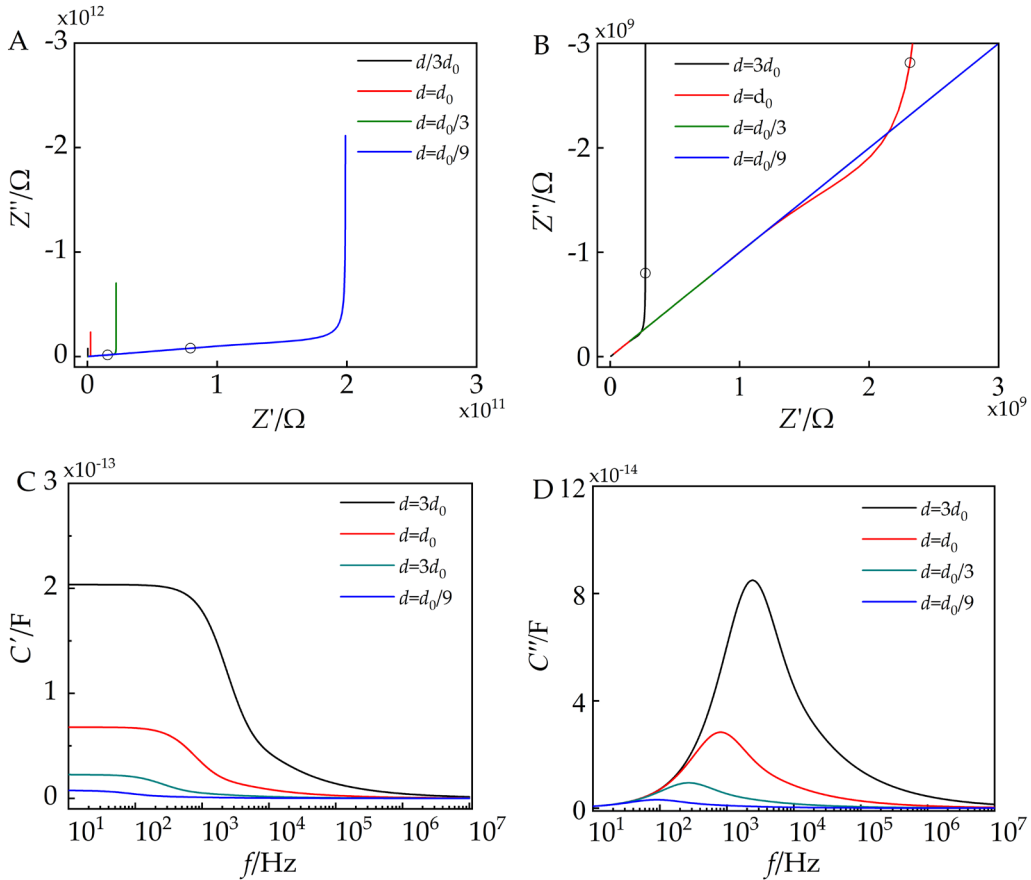 A
x10^12
-3
-2
-1
0
Z''/Ω
d/3d₀
d=d₀
d=d₀/3
d=d₀/9
0
1
2
3
x10^11
Z'/Ω
B
x10^9
-3
-2
-1
0
Z''/Ω
d=3d₀
d=d₀
d=d₀/3
d=d₀/9
0
1
2
3
x10^9
Z'/Ω
C
x10^-13
3
2
1
0
C'/F
d=3d₀
d=d₀
d=3d₀
d=d₀/9
10^1
10^2
10^3
10^4
10^5
10^6
10^7
f/Hz
D
x10^-14
12
8
4
0
C''/F
d=3d₀
d=d₀
d=d₀/3
d=d₀/9
10^1
10^2
10^3
10^4
10^5
10^6
10^7
f/Hz